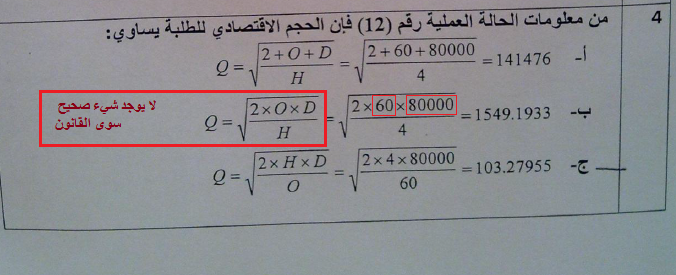 4 من معلومات الحالة العملية رقم (12) فإن الحجم الاقتصادي للطلبة يساوي:
أ- Q = √((2+O+D)/H) = √((2+60+80000)/4) = 141476
ب- Q = √((2×O×D)/H) = √((2×60×80000)/4) = 1549.1933
لا يوجد شيء صحيح
سوى القانون
ج- Q = √((2×H×D)/O) = √((2×4×80000)/60) = 103.27955